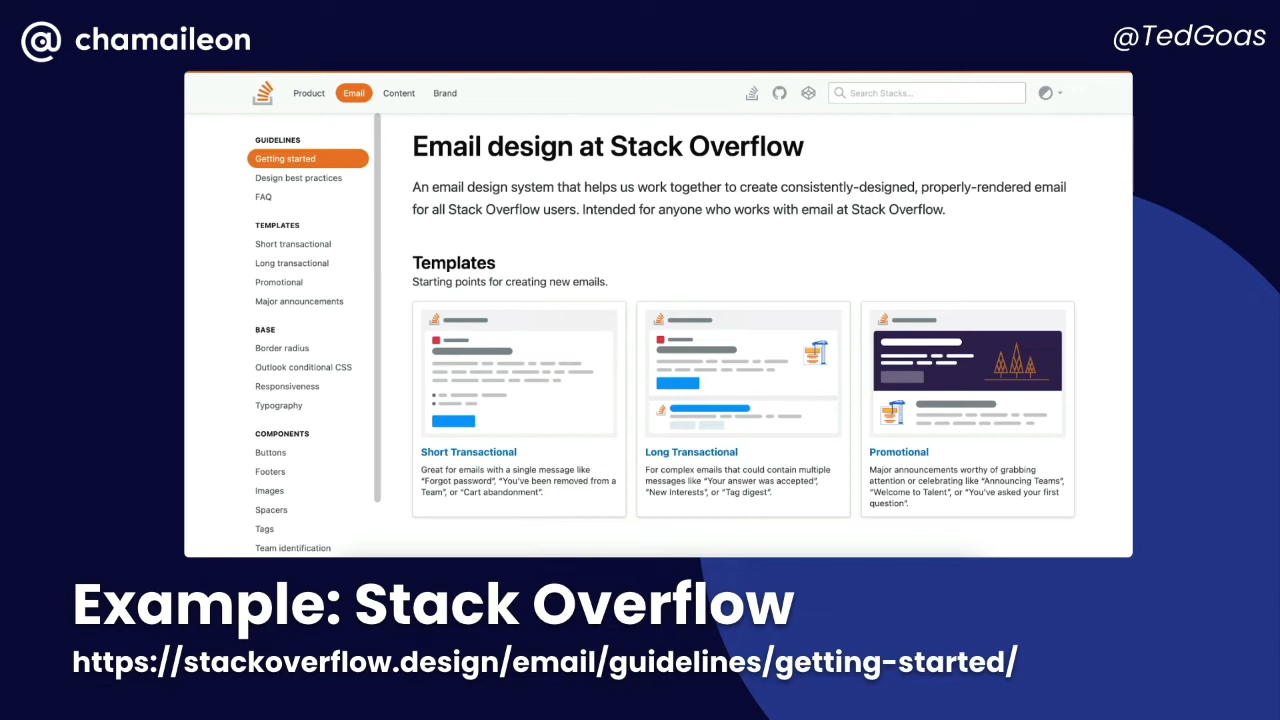 chamaileon
@TedGoas
Product Email Content Brand
Search Stacks...
GUIDELINES
Getting started
Design best practices
FAQ
TEMPLATES
Short transactional
Long transactional
Promotional
Major announcements
BASE
Border radius
Outlook conditional CSS
Responsiveness
Typography
COMPONENTS
Buttons
Footers
Images
Spacers
Tags
Team identification
Email design at Stack Overflow
An email design system that helps us work together to create consistently-designed, properly-rendered email
for all Stack Overflow users. Intended for anyone who works with email at Stack Overflow.
Templates
Starting points for creating new emails.
Short Transactional
Great for emails with a single message like
“Forgot password”, “You’ve been removed from a
Team”, or “Cart abandonment”.
Long Transactional
For complex emails that could contain multiple
messages like “Your answer was accepted”,
“New Interests”, or “Tag digest”.
Promotional
Major announcements worthy of grabbing
attention or celebrating like “Announcing Teams”,
“Welcome to Talent”, or “You’ve asked your first
question”.
Example: Stack Overflow
https://stackoverflow.design/email/guidelines/getting-started/